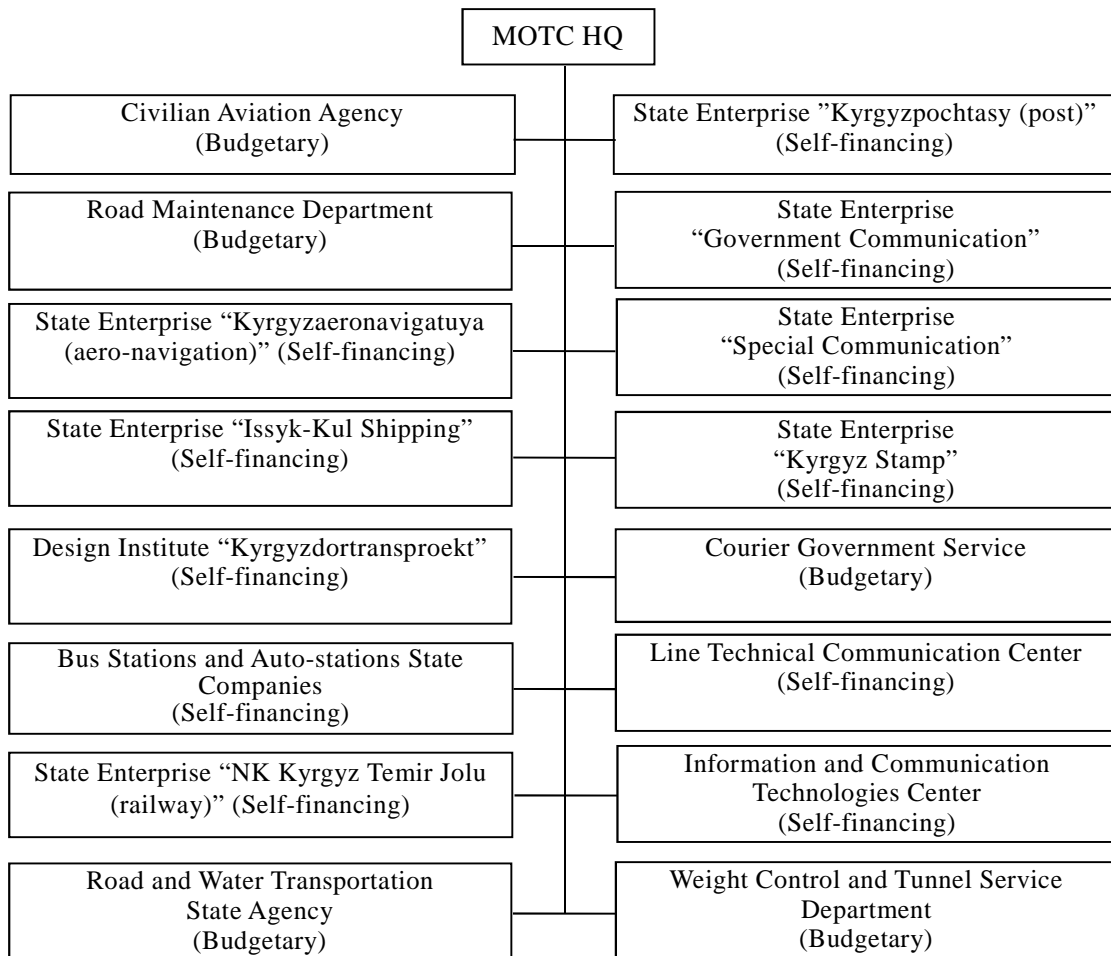 MOTC HQ
Civilian Aviation Agency
(Budgetary)
State Enterprise ”Kyrgyzpochtasy (post)”
(Self-financing)
Road Maintenance Department
(Budgetary)
State Enterprise
“Government Communication”
(Self-financing)
State Enterprise “Kyrgyzaeronavigatuya
(aero-navigation)” (Self-financing)
State Enterprise
“Special Communication”
(Self-financing)
State Enterprise “Issyk-Kul Shipping”
(Self-financing)
State Enterprise
“Kyrgyz Stamp”
(Self-financing)
Design Institute “Kyrgyzdortransproekt”
(Self-financing)
Courier Government Service
(Budgetary)
Bus Stations and Auto-stations State
Companies
(Self-financing)
Line Technical Communication Center
(Self-financing)
State Enterprise “NK Kyrgyz Temir Jolu
(railway)” (Self-financing)
Information and Communication
Technologies Center
(Self-financing)
Road and Water Transportation
State Agency
(Budgetary)
Weight Control and Tunnel Service
Department
(Budgetary)